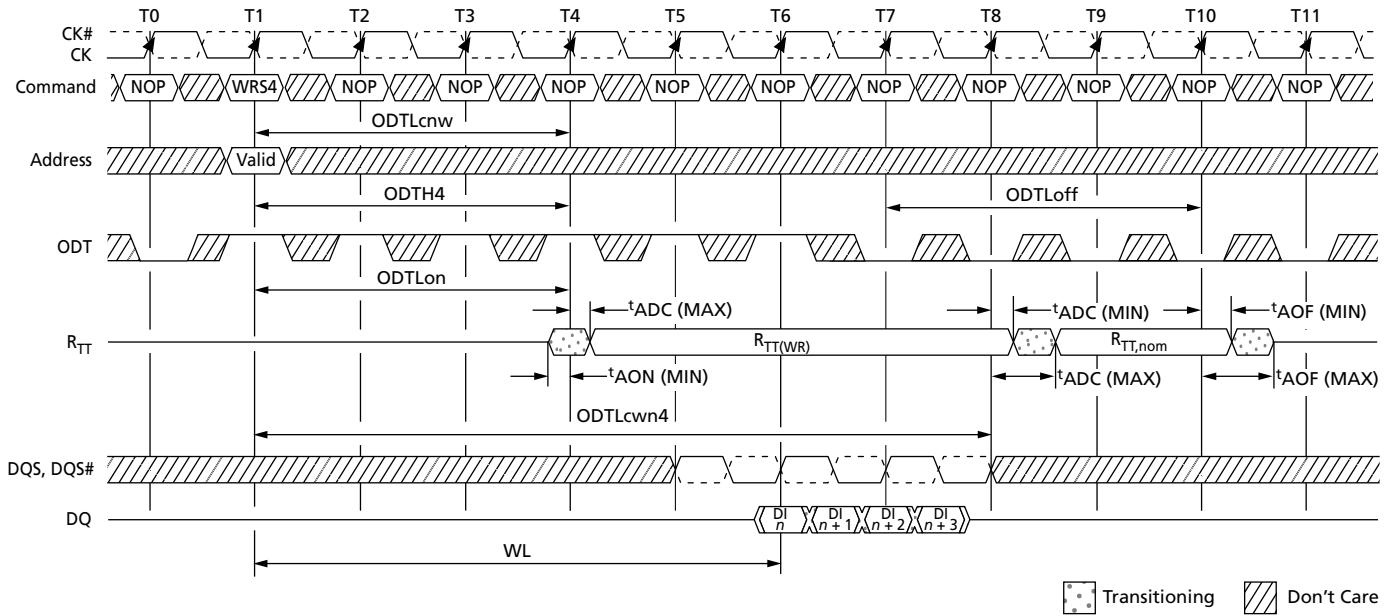 T0 T1 T2 T3 T4 T5 T6 T7 T8 T9 T10 T11
CK#
CK
Command NOP WRS4 NOP NOP NOP NOP NOP NOP NOP NOP NOP NOP
ODTLcnw
Address Valid
ODTH4 ODTLoff
ODT
ODTLon
tADC (MAX) tADC (MIN) tAOF (MIN)
RTT RTT(WR) RTT,nom
tAON (MIN) tADC (MAX) tAOF (MAX)
ODTLcwn4
DQS, DQS#
DQ DI n DI n + 1 DI n + 2 DI n + 3
WL
Transitioning Don't Care